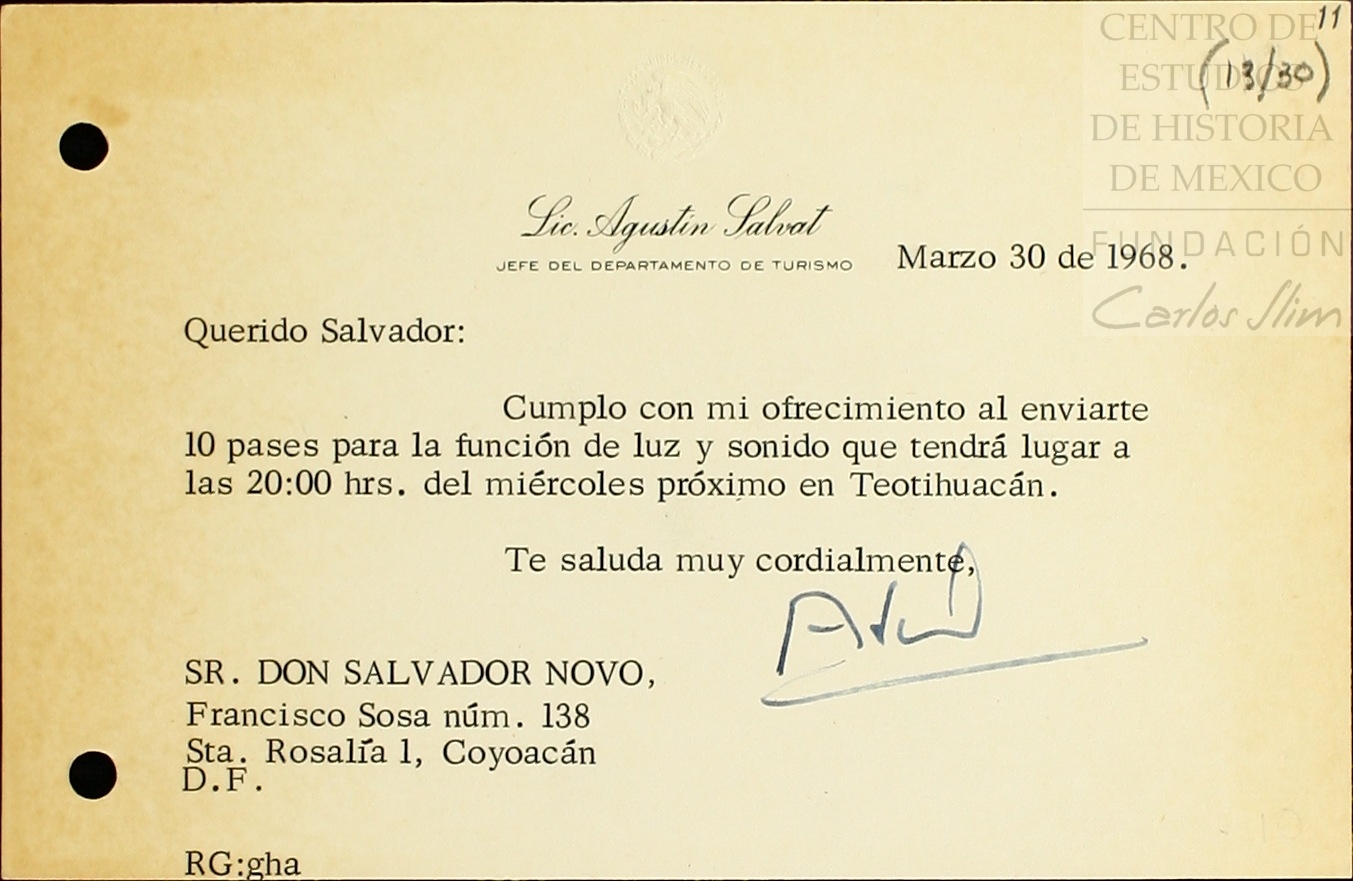 11
(13/30)
CENTRO DE
ESTUDIOS
DE HISTORIA
DE MEXICO
FUNDACIÓN
Carlos Slim
Lic. Agustín Salvat
JEFE DEL DEPARTAMENTO DE TURISMO
Marzo 30 de 1968.
Querido Salvador:
Cumplo con mi ofrecimiento al enviarte
10 pases para la función de luz y sonido que tendrá lugar a
las 20:00 hrs. del miércoles próximo en Teotihuacán.
Te saluda muy cordialmente,
SR. DON SALVADOR NOVO,
Francisco Sosa núm. 138
Sta. Rosalía 1, Coyoacán
D.F.
RG:gha